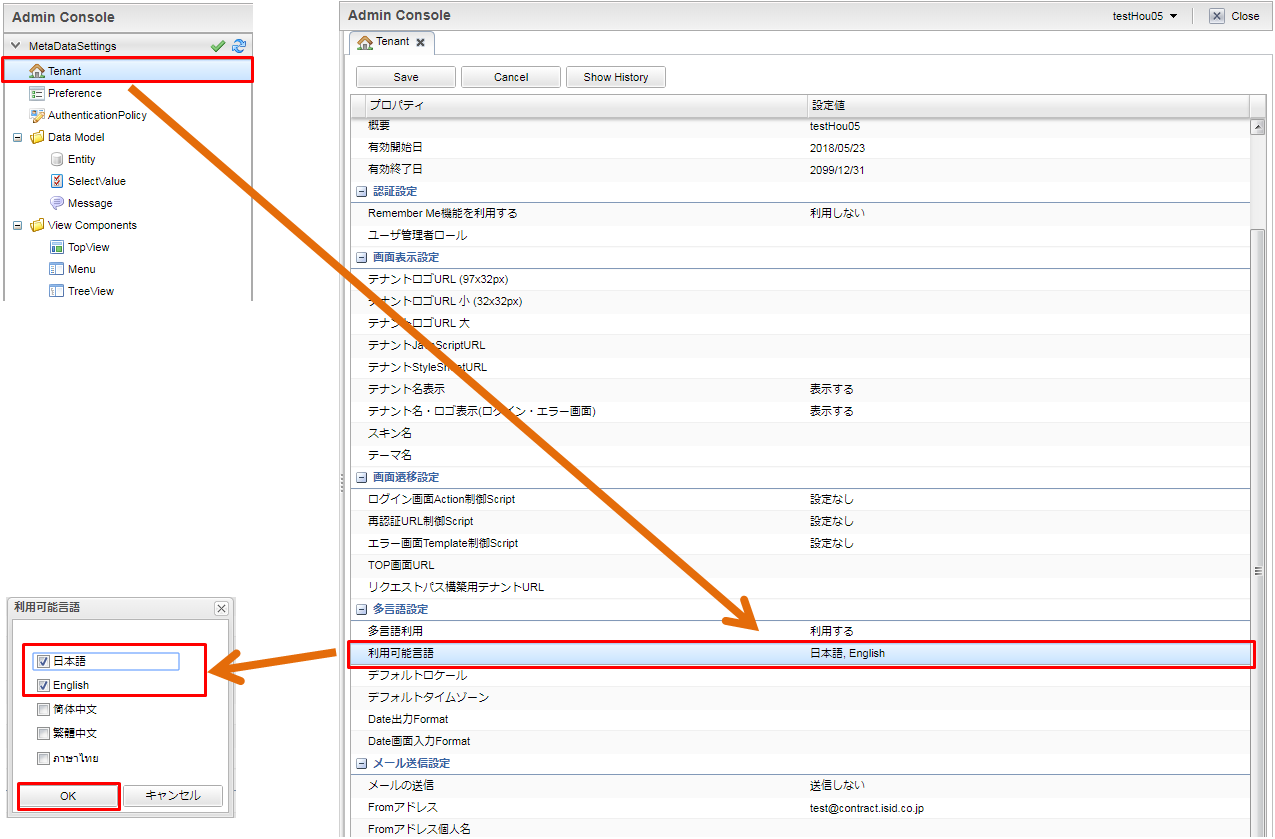 Admin Console
MetaDataSettings
Tenant
Preference
AuthenticationPolicy
Data Model
Entity
SelectValue
Message
View Components
TopView
Menu
TreeView
Admin Console
testHou05
Close
Tenant
Save Cancel Show History
プロパティ 設定値
概要 testHou05
有効開始日 2018/05/23
有効終了日 2099/12/31
認証設定
Remember Me機能を利用する 利用しない
ユーザ管理者ロール
画面表示設定
テナントロゴURL (97x32px)
テナントロゴURL 小 (32x32px)
テナントロゴURL 大
テナントJavaScriptURL
テナントStyleSheetURL
テナント名表示 表示する
テナント名・ロゴ表示(ログイン・エラー画面) 表示する
スキン名
テーマ名
画面遷移設定
ログイン画面Action制御Script 設定なし
再認証URL制御Script 設定なし
エラー画面Template制御Script 設定なし
TOP画面URL
リクエストパス構築用テナントURL
多言語設定
多言語利用 利用する
利用可能言語 日本語, English
デフォルトロケール
デフォルトタイムゾーン
Date出力Format
Date画面入力Format
メール送信設定
メールの送信 送信しない
Fromアドレス test@contract.isid.co.jp
Fromアドレス個人名
利用可能言語
日本語
English
简体中文
繁體中文
ภาษาไทย
OK キャンセル